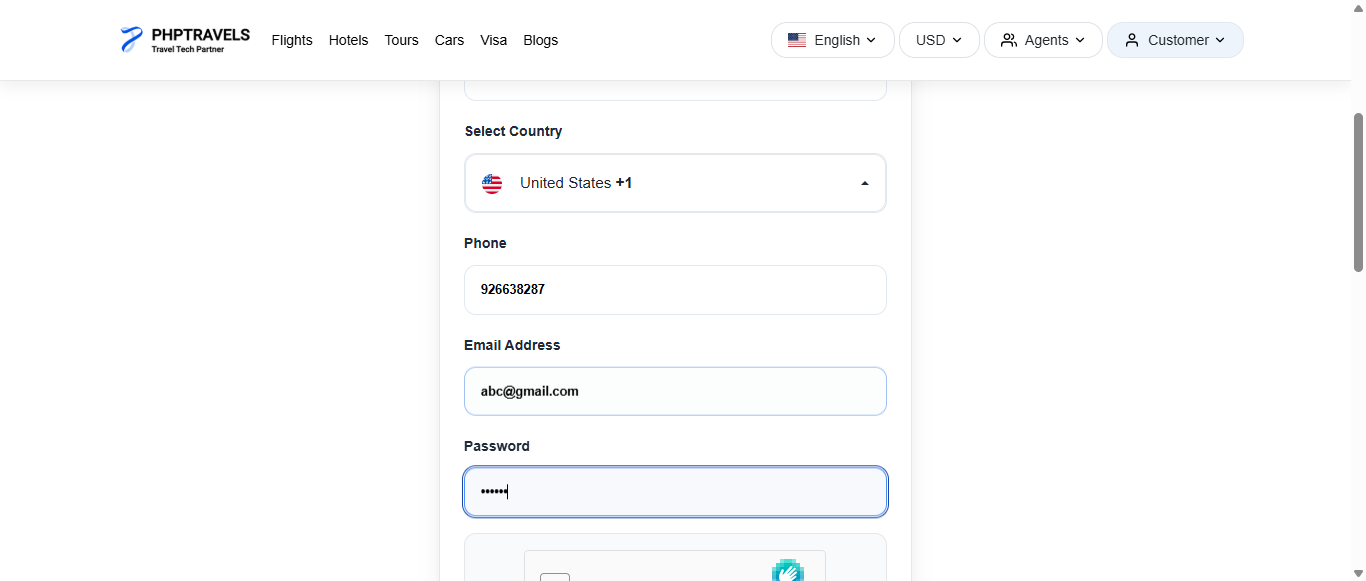 PHPTRAVELS
Travel Tech Partner
Flights Hotels Tours Cars Visa Blogs English USD Agents Customer
Select Country
United States +1
Phone
926638287
Email Address
abc@gmail.com
Password
••••••